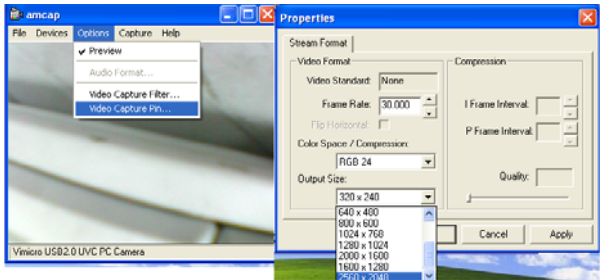 amcap
File Devices Options Capture Help
Preview
Audio Format...
Video Capture Filter...
Video Capture Pin...
Vimicro USB2.0 UVC PC Camera
Properties
Stream Format
Video Format
Video Standard: None
Frame Rate: 30.000
Flip Horizontal:
Color Space / Compression:
RGB 24
Output Size:
320 x 240
640 x 480
800 x 600
1024 x 768
1280 x 1024
2000 x 1600
1600 x 1280
2560 x 2048
Compression
I Frame Interval:
P Frame Interval:
Quality:
Cancel Apply